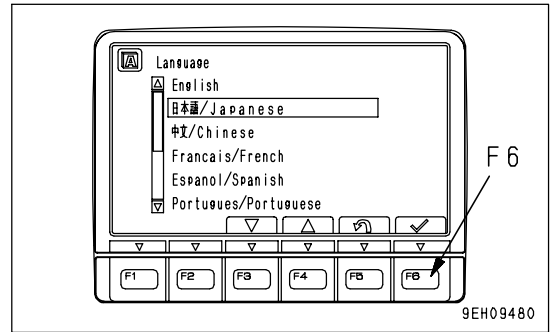 Language
English
日本語/Japanese
中文/Chinese
Francais/French
Espanol/Spanish
Portugues/Portuguese
F6
F1 F2 F3 F4 F5 F6
9EH09480